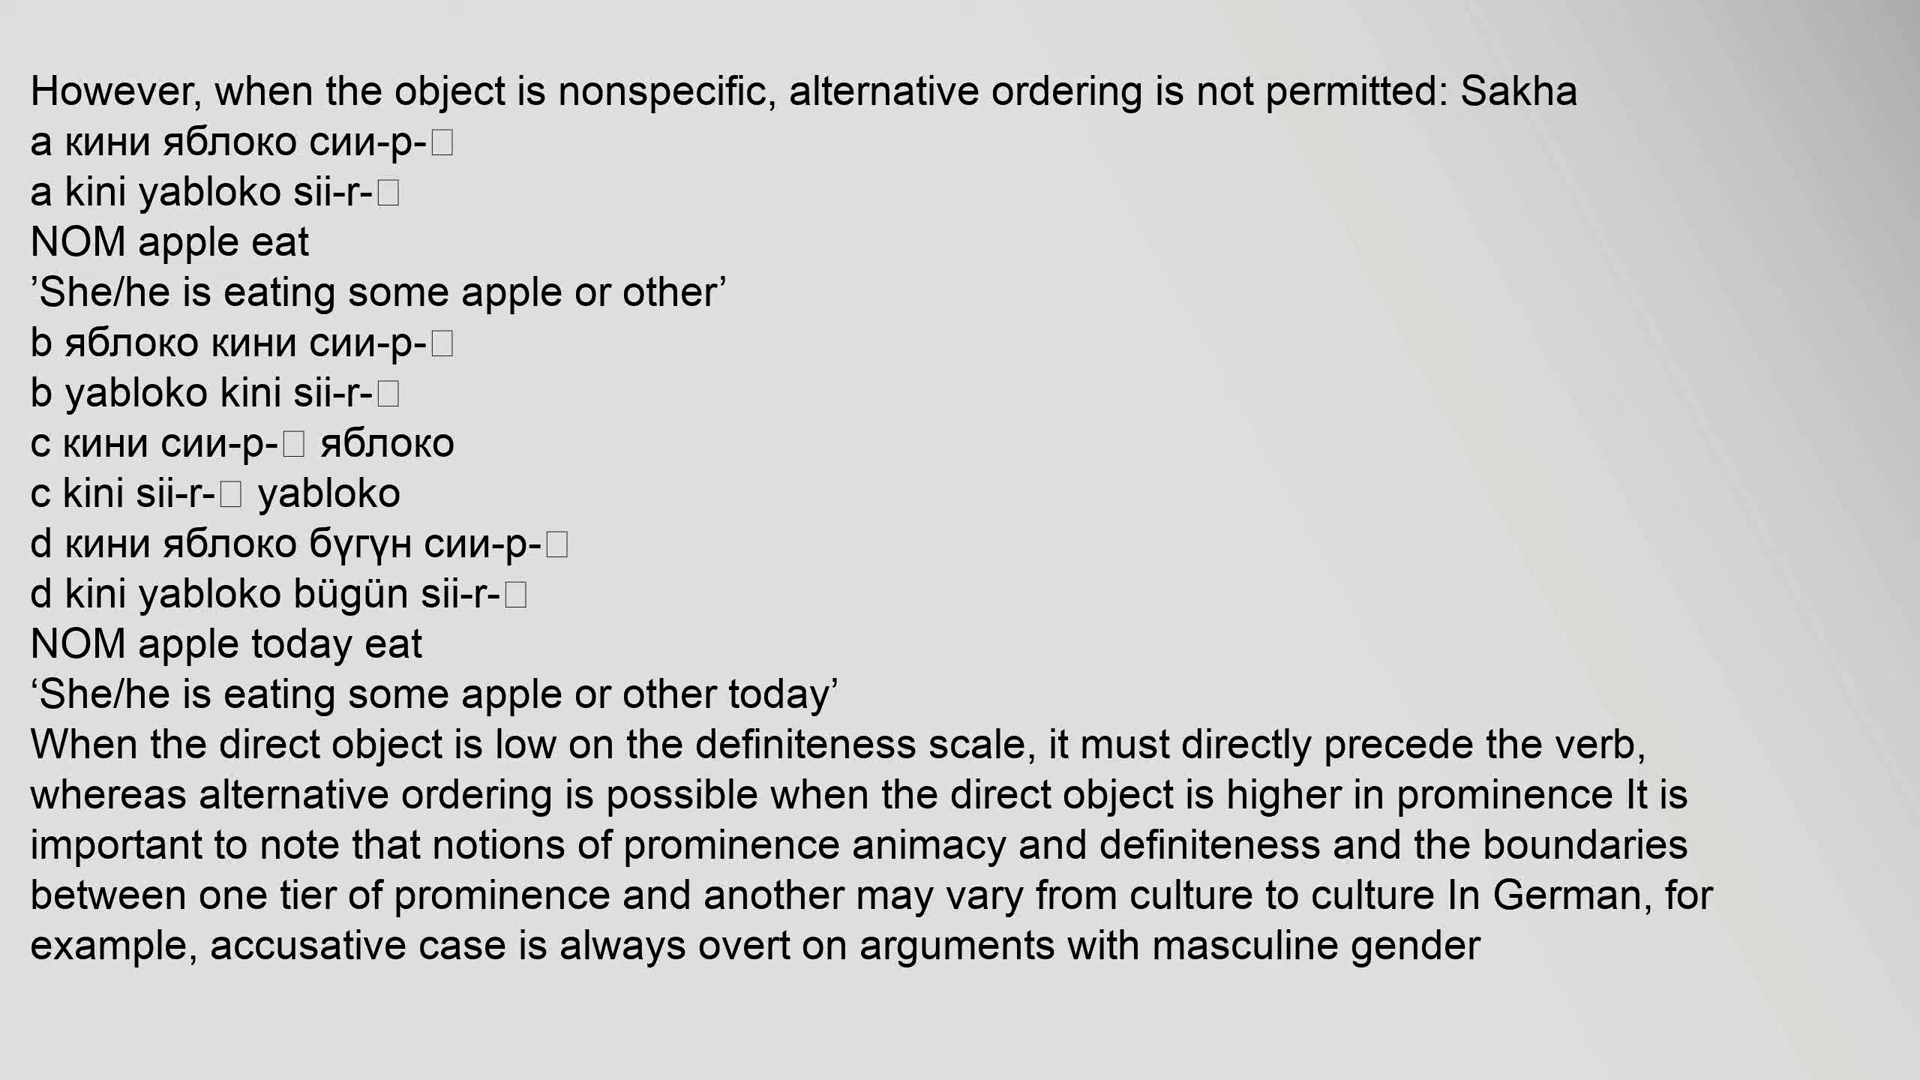 However, when the object is nonspecific, alternative ordering is not permitted: Sakha
a кини яблоко сии-р-□
a kini yabloko sii-r-□
NOM apple eat
’She/he is eating some apple or other’
b яблоко кини сии-р-□
b yabloko kini sii-r-□
c кини сии-р-□ яблоко
c kini sii-r-□ yabloko
d кини яблоко бүгүн сии-р-□
d kini yabloko bügün sii-r-□
NOM apple today eat
‘She/he is eating some apple or other today’
When the direct object is low on the definiteness scale, it must directly precede the verb,
whereas alternative ordering is possible when the direct object is higher in prominence It is
important to note that notions of prominence animacy and definiteness and the boundaries
between one tier of prominence and another may vary from culture to culture In German, for
example, accusative case is always overt on arguments with masculine gender